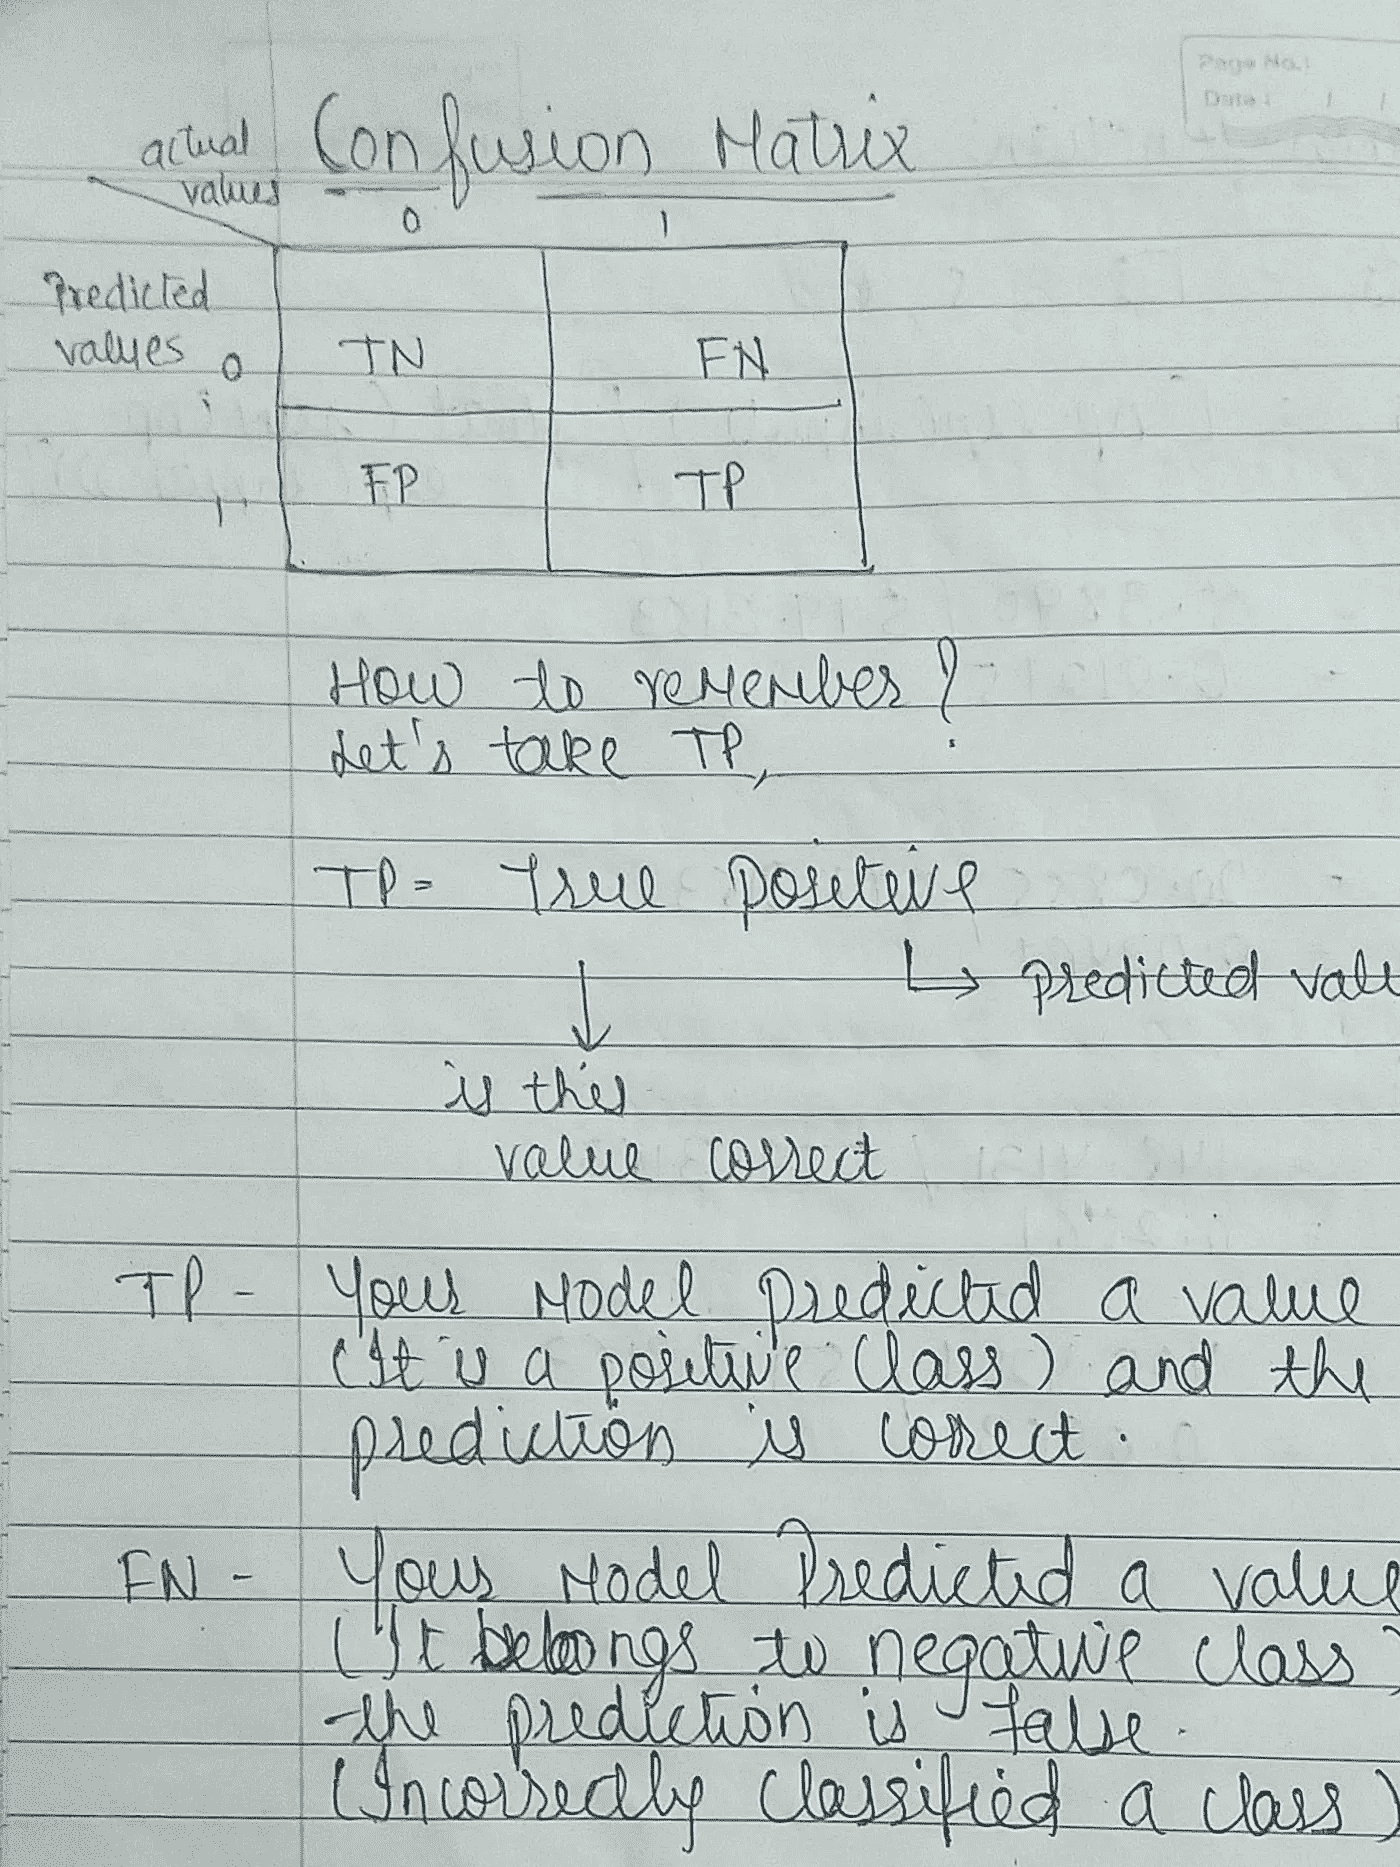 Page No.:
Date: / /
Confusion Matrix
actual
values
0 1
Predicted
values
0 TN FN
1 FP TP
How to remember?
Let's take TP,
TP = True positive
↳ predicted val
is this
value correct
TP - Your Model predicted a value
(It is a positive class) and the
prediction is correct.
FN - Your Model Predicted a value
(It belongs to negative class)
the prediction is false.
(Incorrectly classified a class)